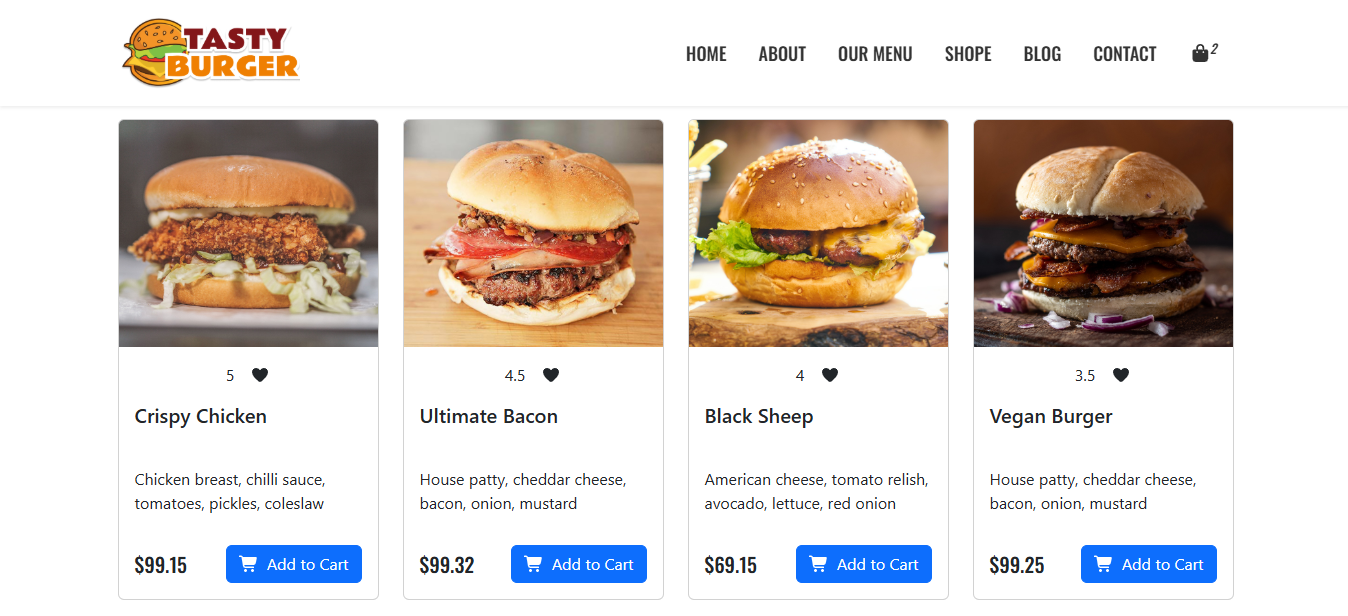 TASTY
BURGER
HOME ABOUT OUR MENU SHOPE BLOG CONTACT 2
5
Crispy Chicken
Chicken breast, chilli sauce,
tomatoes, pickles, coleslaw
$99.15 Add to Cart
4.5
Ultimate Bacon
House patty, cheddar cheese,
bacon, onion, mustard
$99.32 Add to Cart
4
Black Sheep
American cheese, tomato relish,
avocado, lettuce, red onion
$69.15 Add to Cart
3.5
Vegan Burger
House patty, cheddar cheese,
bacon, onion, mustard
$99.25 Add to Cart